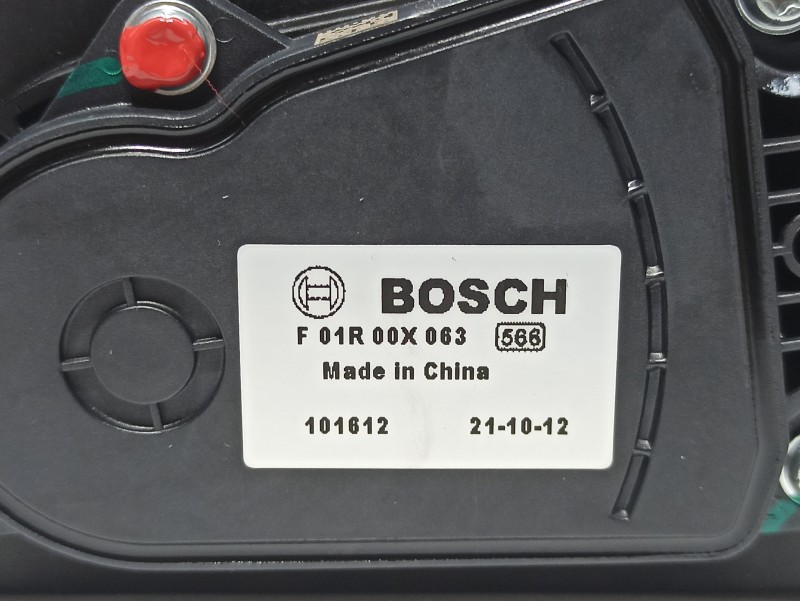 BOSCH
F 01R 00X 063 566
Made in China
101612 21-10-12